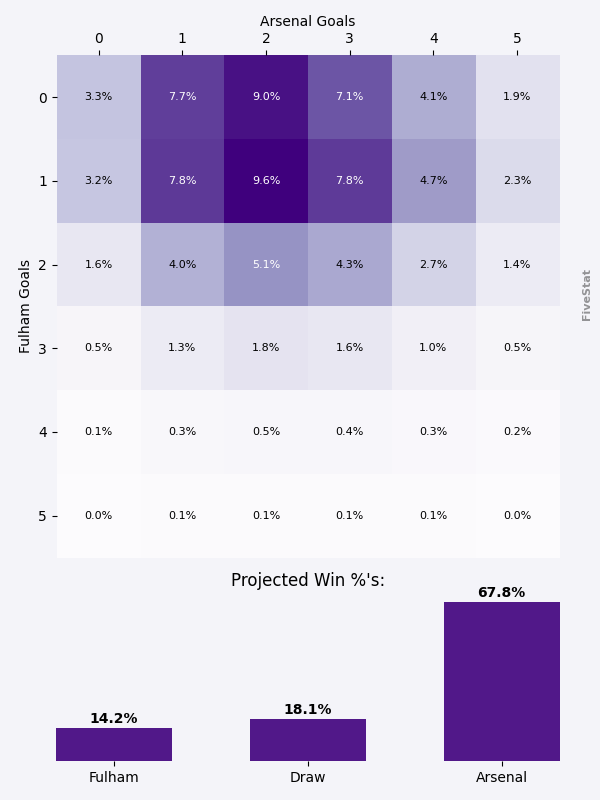 Arsenal Goals
0 1 2 3 4 5
0 3.3% 7.7% 9.0% 7.1% 4.1% 1.9%
1 3.2% 7.8% 9.6% 7.8% 4.7% 2.3%
2 1.6% 4.0% 5.1% 4.3% 2.7% 1.4%
3 0.5% 1.3% 1.8% 1.6% 1.0% 0.5%
4 0.1% 0.3% 0.5% 0.4% 0.3% 0.2%
5 0.0% 0.1% 0.1% 0.1% 0.1% 0.0%
Fulham Goals
FiveStat
Projected Win %'s:
14.2% 18.1% 67.8%
Fulham Draw Arsenal